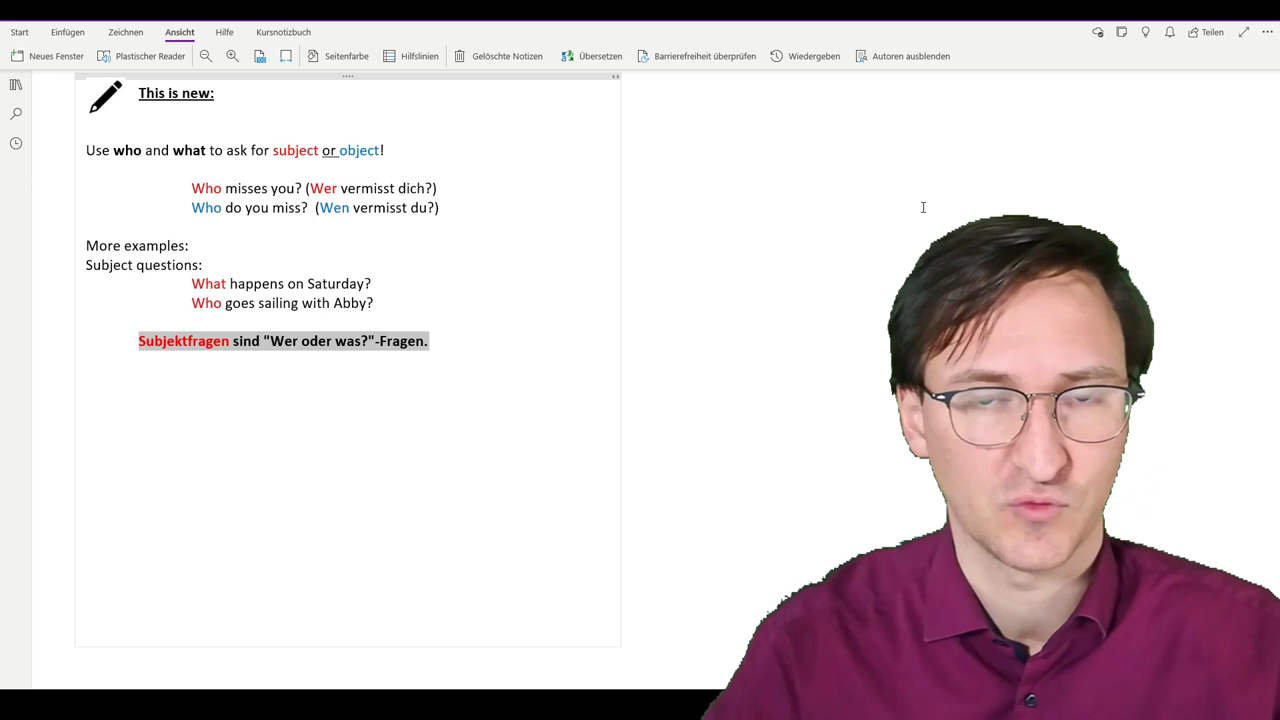 Start Einfügen Zeichnen Ansicht Hilfe Kursnotizbuch Teilen
Neues Fenster Plastischer Reader Seitenfarbe Hilfslinien Gelöschte Notizen Übersetzen Barrierefreiheit überprüfen Wiedergeben Autoren ausblenden
This is new:
Use who and what to ask for subject or object!
Who misses you? (Wer vermisst dich?)
Who do you miss? (Wen vermisst du?)
More examples:
Subject questions:
What happens on Saturday?
Who goes sailing with Abby?
Subjektfragen sind "Wer oder was?"-Fragen.